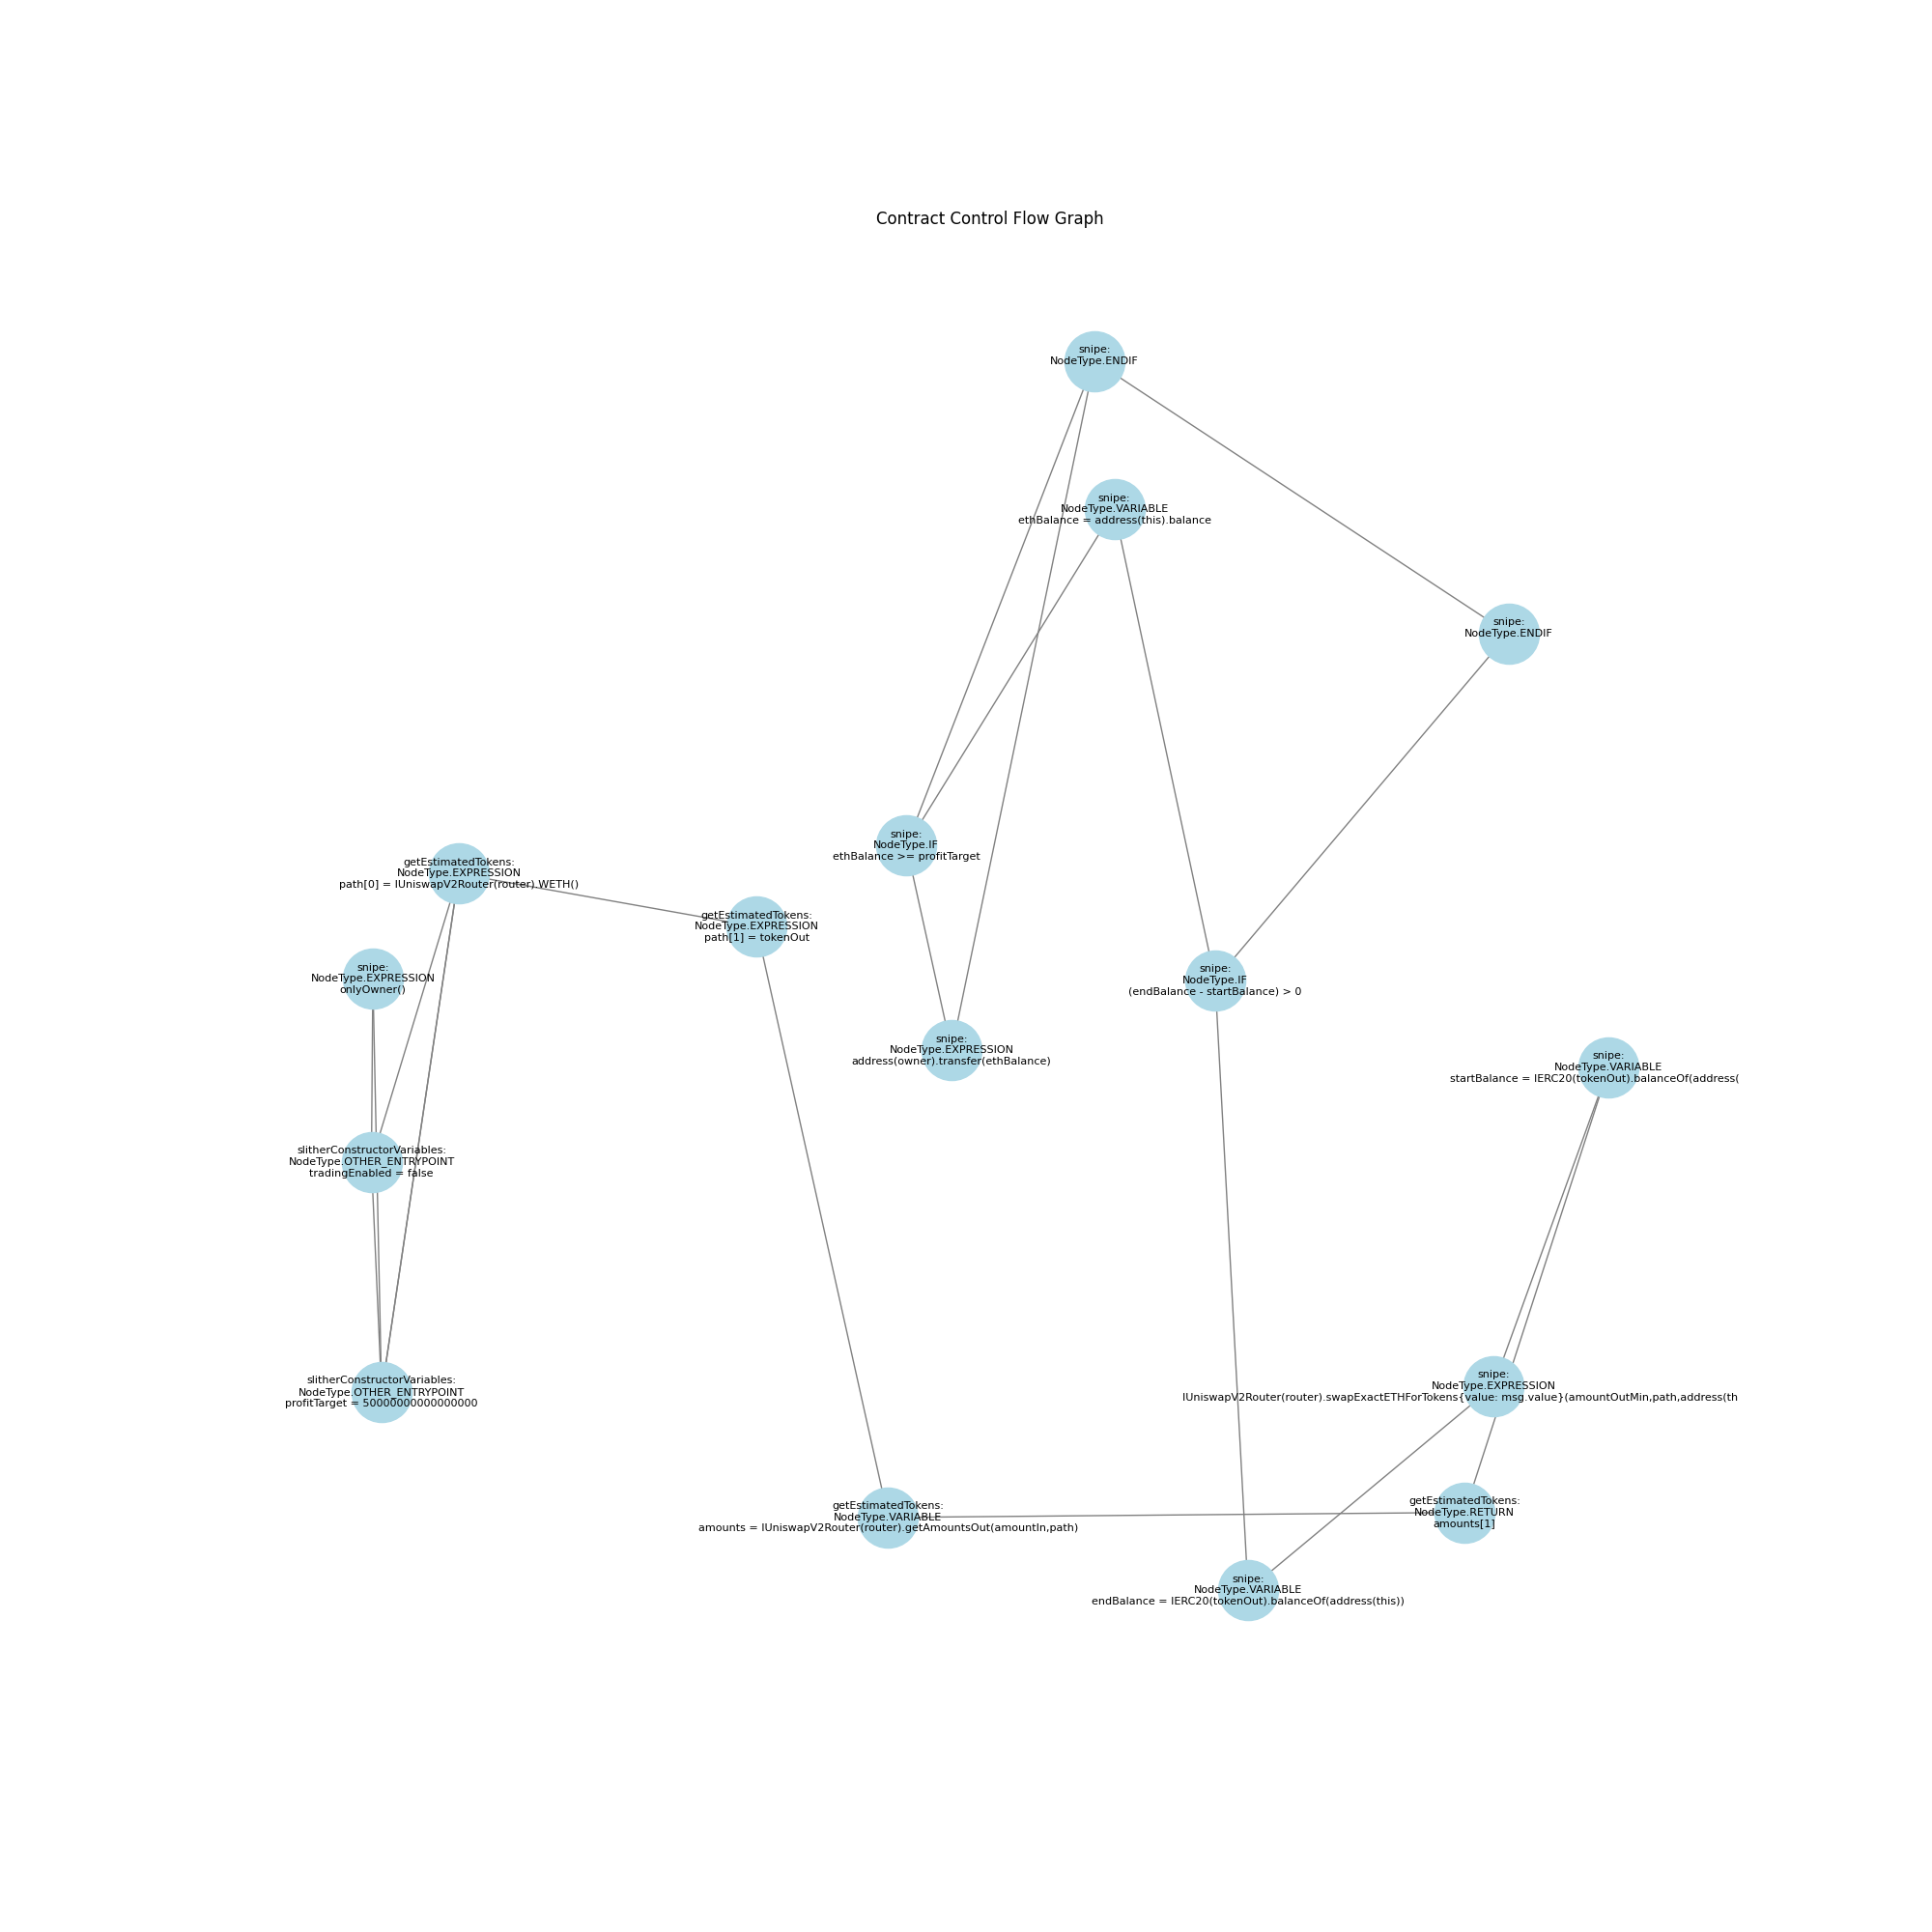 Contract Control Flow Graph
snipe:
NodeType.ENDIF
snipe:
NodeType.VARIABLE
ethBalance = address(this).balance
snipe:
NodeType.ENDIF
snipe:
NodeType.IF
ethBalance >= profitTarget
getEstimatedTokens:
NodeType.EXPRESSION
path[0] = IUniswapV2Router(router).WETH()
getEstimatedTokens:
NodeType.EXPRESSION
path[1] = tokenOut
snipe:
NodeType.EXPRESSION
onlyOwner()
snipe:
NodeType.IF
(endBalance - startBalance) > 0
snipe:
NodeType.EXPRESSION
address(owner).transfer(ethBalance)
snipe:
NodeType.VARIABLE
startBalance = IERC20(tokenOut).balanceOf(address(
slitherConstructorVariables:
NodeType.OTHER_ENTRYPOINT
tradingEnabled = false
snipe:
NodeType.EXPRESSION
IUniswapV2Router(router).swapExactETHForTokens{value: msg.value}(amountOutMin,path,address(th
slitherConstructorVariables:
NodeType.OTHER_ENTRYPOINT
profitTarget = 50000000000000000
getEstimatedTokens:
NodeType.VARIABLE
amounts = IUniswapV2Router(router).getAmountsOut(amountIn,path)
getEstimatedTokens:
NodeType.RETURN
amounts[1]
snipe:
NodeType.VARIABLE
endBalance = IERC20(tokenOut).balanceOf(address(this))